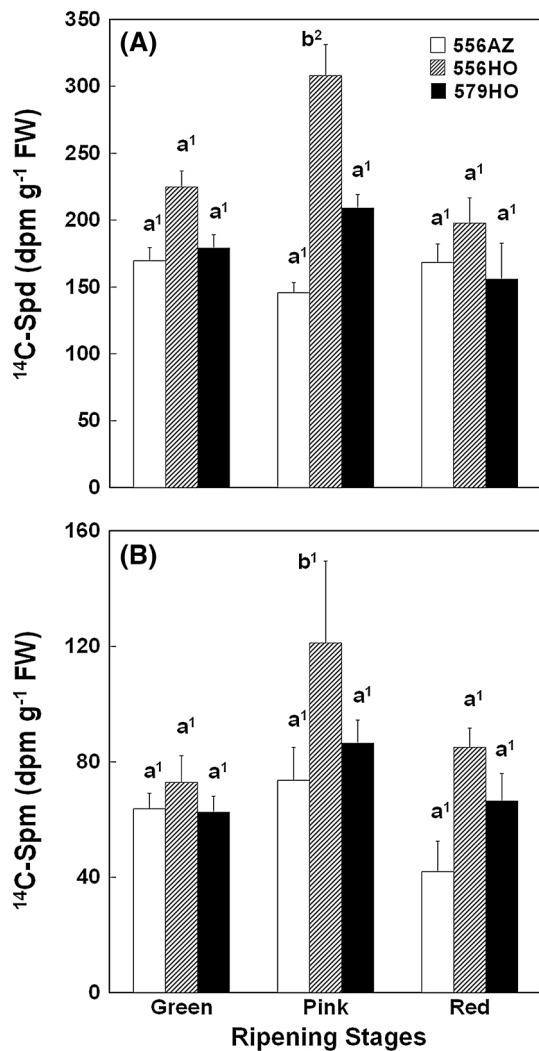 (A)
556AZ
556HO
579HO
350
300
250
200
150
100
50
0
¹⁴C-Spd (dpm g⁻¹ FW)
a¹ a¹ a¹
a¹ b² a¹
a¹ a¹ a¹
(B)
160
120
80
40
0
¹⁴C-Spm (dpm g⁻¹ FW)
a¹ a¹ a¹
a¹ b¹ a¹
a¹ a¹ a¹
Green Pink Red
Ripening Stages